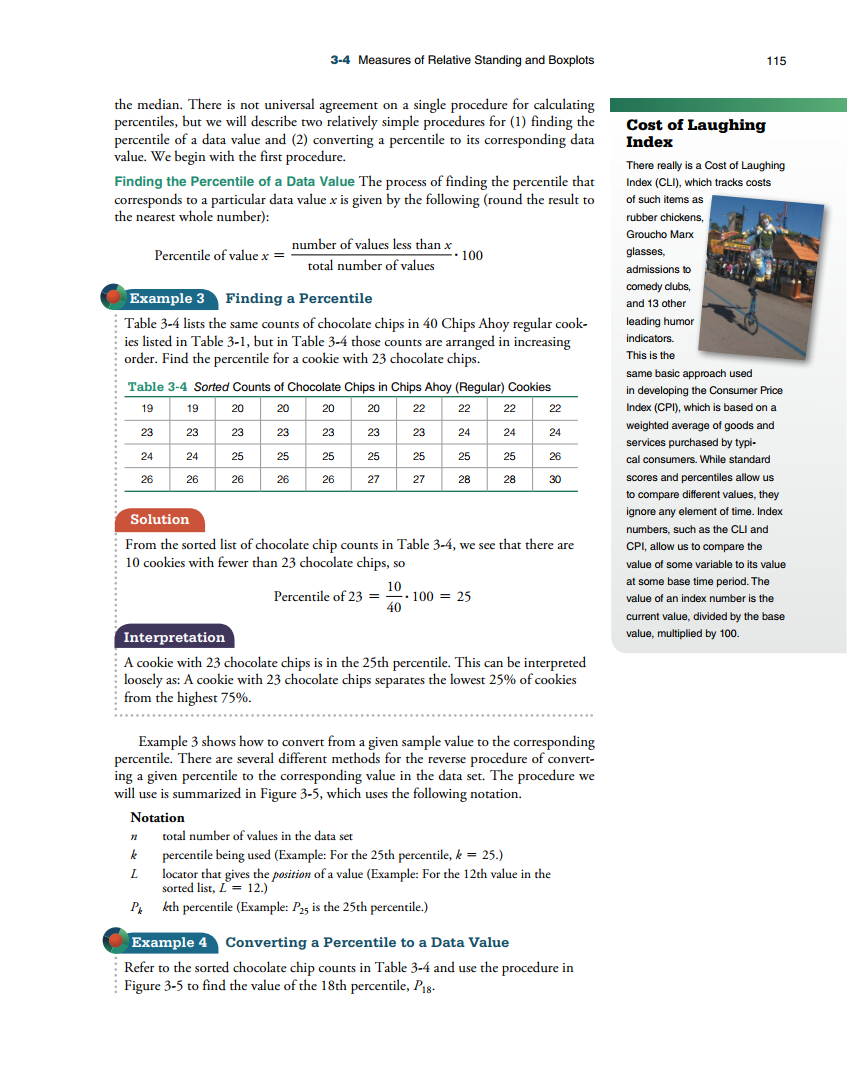 3-4 Measures of Relative Standing and Boxplots
115
the median. There is not universal agreement on a single procedure for calculating
percentiles, but we will describe two relatively simple procedures for (1) finding the
percentile of a data value and (2) converting a percentile to its corresponding data
value. We begin with the first procedure.
Finding the Percentile of a Data Value The process of finding the percentile that
corresponds to a particular data value x is given by the following (round the result to
the nearest whole number):
Percentile of value x = number of values less than x / total number of values · 100
Example 3 Finding a Percentile
Table 3-4 lists the same counts of chocolate chips in 40 Chips Ahoy regular cook-
ies listed in Table 3-1, but in Table 3-4 those counts are arranged in increasing
order. Find the percentile for a cookie with 23 chocolate chips.
Table 3-4 Sorted Counts of Chocolate Chips in Chips Ahoy (Regular) Cookies
19 19 20 20 20 20 22 22 22 22
23 23 23 23 23 23 23 24 24 24
24 24 25 25 25 25 25 25 25 26
26 26 26 26 26 27 27 28 28 30
Solution
From the sorted list of chocolate chip counts in Table 3-4, we see that there are
10 cookies with fewer than 23 chocolate chips, so
Percentile of 23 = 10/40 · 100 = 25
Interpretation
A cookie with 23 chocolate chips is in the 25th percentile. This can be interpreted
loosely as: A cookie with 23 chocolate chips separates the lowest 25% of cookies
from the highest 75%.
Example 3 shows how to convert from a given sample value to the corresponding
percentile. There are several different methods for the reverse procedure of convert-
ing a given percentile to the corresponding value in the data set. The procedure we
will use is summarized in Figure 3-5, which uses the following notation.
Notation
n total number of values in the data set
k percentile being used (Example: For the 25th percentile, k = 25.)
L locator that gives the position of a value (Example: For the 12th value in the
sorted list, L = 12.)
Pk kth percentile (Example: P25 is the 25th percentile.)
Example 4 Converting a Percentile to a Data Value
Refer to the sorted chocolate chip counts in Table 3-4 and use the procedure in
Figure 3-5 to find the value of the 18th percentile, P18.
Cost of Laughing
Index
There really is a Cost of Laughing
Index (CLI), which tracks costs
of such items as
rubber chickens,
Groucho Marx
glasses,
admissions to
comedy clubs,
and 13 other
leading humor
indicators.
This is the
same basic approach used
in developing the Consumer Price
Index (CPI), which is based on a
weighted average of goods and
services purchased by typi-
cal consumers. While standard
scores and percentiles allow us
to compare different values, they
ignore any element of time. Index
numbers, such as the CLI and
CPI, allow us to compare the
value of some variable to its value
at some base time period. The
value of an index number is the
current value, divided by the base
value, multiplied by 100.